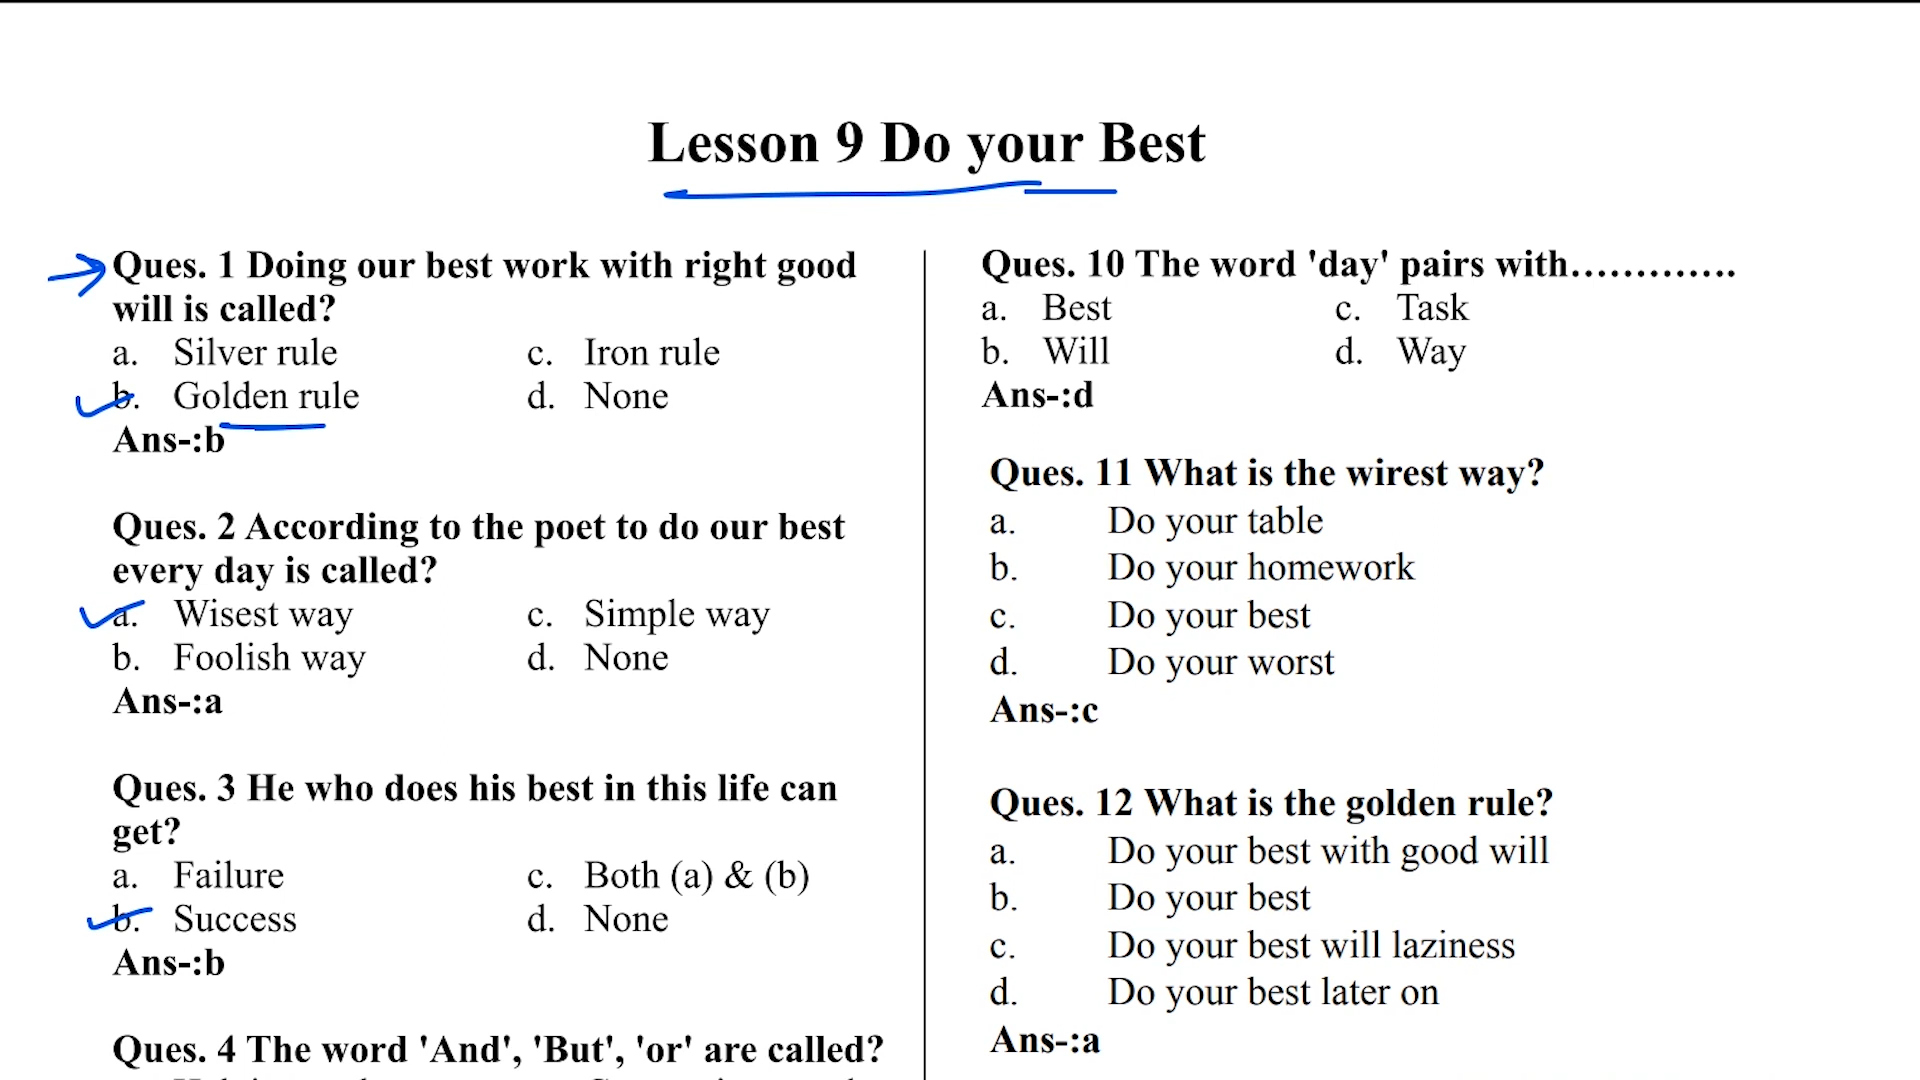 Lesson 9 Do your Best
Ques. 1 Doing our best work with right good
will is called?
a. Silver rule c. Iron rule
b. Golden rule d. None
Ans-:b
Ques. 2 According to the poet to do our best
every day is called?
a. Wisest way c. Simple way
b. Foolish way d. None
Ans-:a
Ques. 3 He who does his best in this life can
get?
a. Failure c. Both (a) & (b)
b. Success d. None
Ans-:b
Ques. 4 The word 'And', 'But', 'or' are called?
Ques. 10 The word 'day' pairs with.............
a. Best c. Task
b. Will d. Way
Ans-:d
Ques. 11 What is the wirest way?
a. Do your table
b. Do your homework
c. Do your best
d. Do your worst
Ans-:c
Ques. 12 What is the golden rule?
a. Do your best with good will
b. Do your best
c. Do your best will laziness
d. Do your best later on
Ans-:a